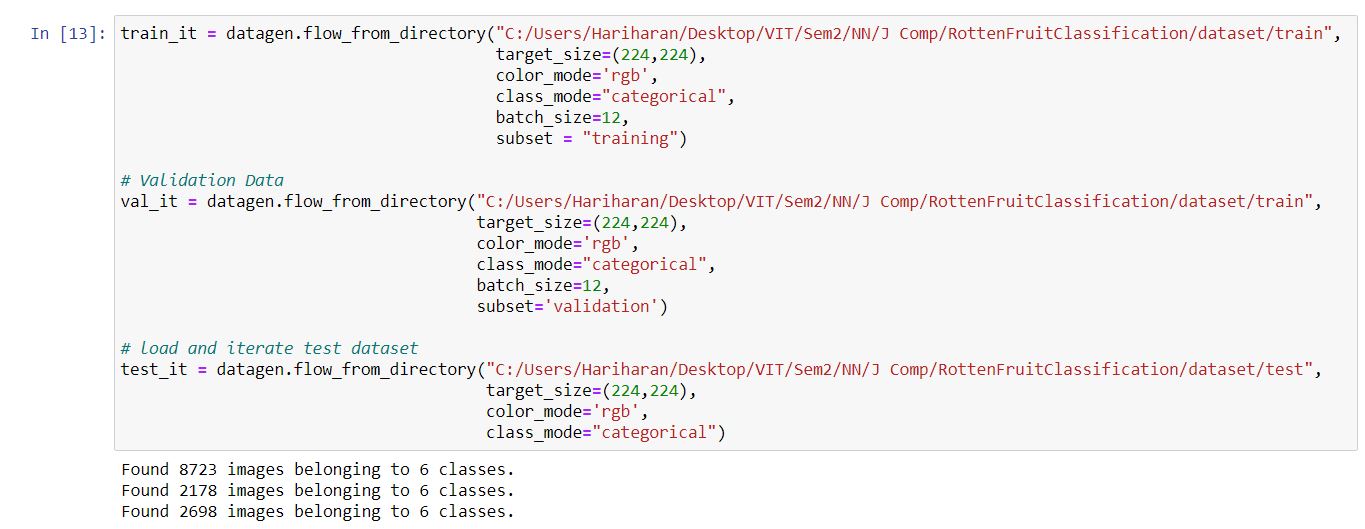 In [13]: train_it = datagen.flow_from_directory("C:/Users/Hariharan/Desktop/VIT/Sem2/NN/J Comp/RottenFruitClassification/dataset/train",
target_size=(224,224),
color_mode='rgb',
class_mode="categorical",
batch_size=12,
subset = "training")
# Validation Data
val_it = datagen.flow_from_directory("C:/Users/Hariharan/Desktop/VIT/Sem2/NN/J Comp/RottenFruitClassification/dataset/train",
target_size=(224,224),
color_mode='rgb',
class_mode="categorical",
batch_size=12,
subset='validation')
# load and iterate test dataset
test_it = datagen.flow_from_directory("C:/Users/Hariharan/Desktop/VIT/Sem2/NN/J Comp/RottenFruitClassification/dataset/test",
target_size=(224,224),
color_mode='rgb',
class_mode="categorical")
Found 8723 images belonging to 6 classes.
Found 2178 images belonging to 6 classes.
Found 2698 images belonging to 6 classes.